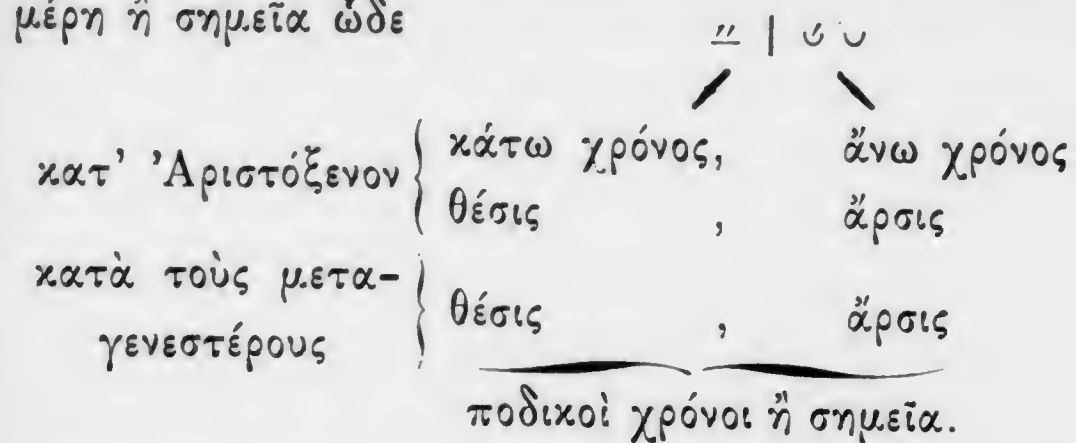 μέρη ἢ σημεῖα ὧδε
–́́ | ◡́ ◡
κατ' Ἀριστόξενον { κάτω χρόνος, ἄνω χρόνος
θέσις , ἄρσις
κατὰ τοὺς μετα-
γενεστέρους { θέσις , ἄρσις
ποδικοὶ χρόνοι ἢ σημεῖα.